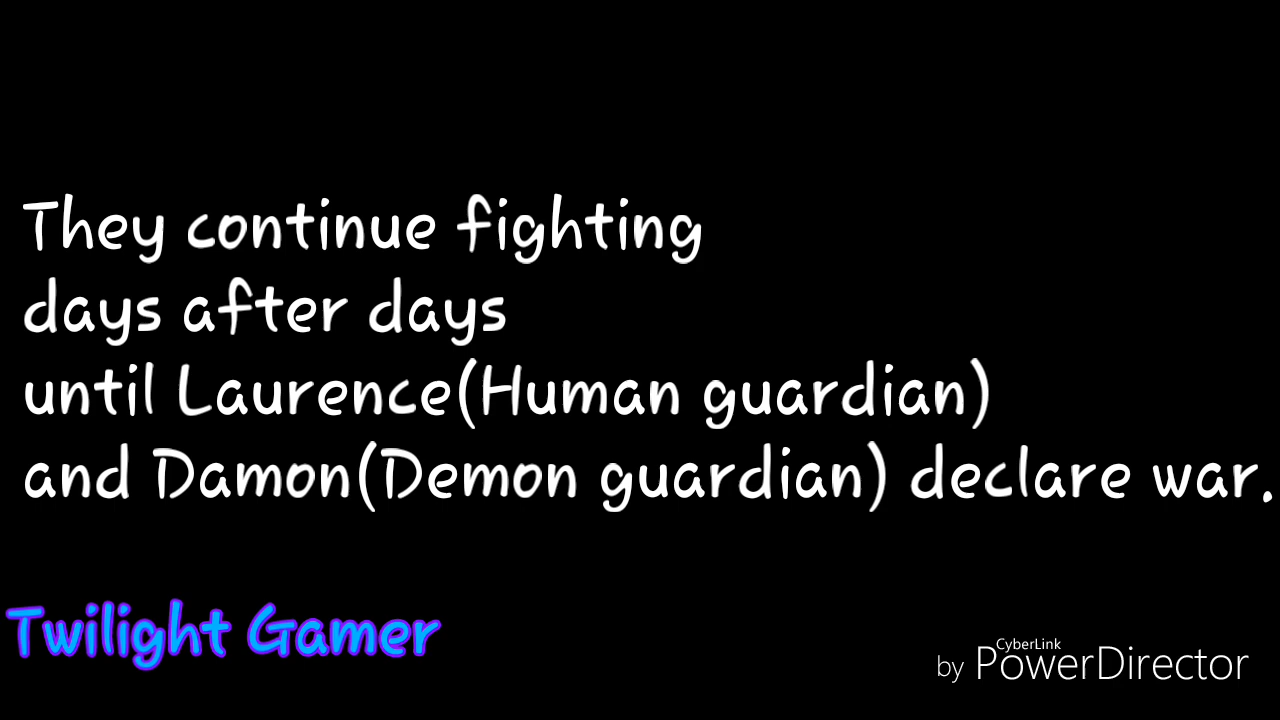 They continue fighting
days after days
until Laurence(Human guardian)
and Damon(Demon guardian) declare war.
Twilight Gamer
CyberLink
by PowerDirector